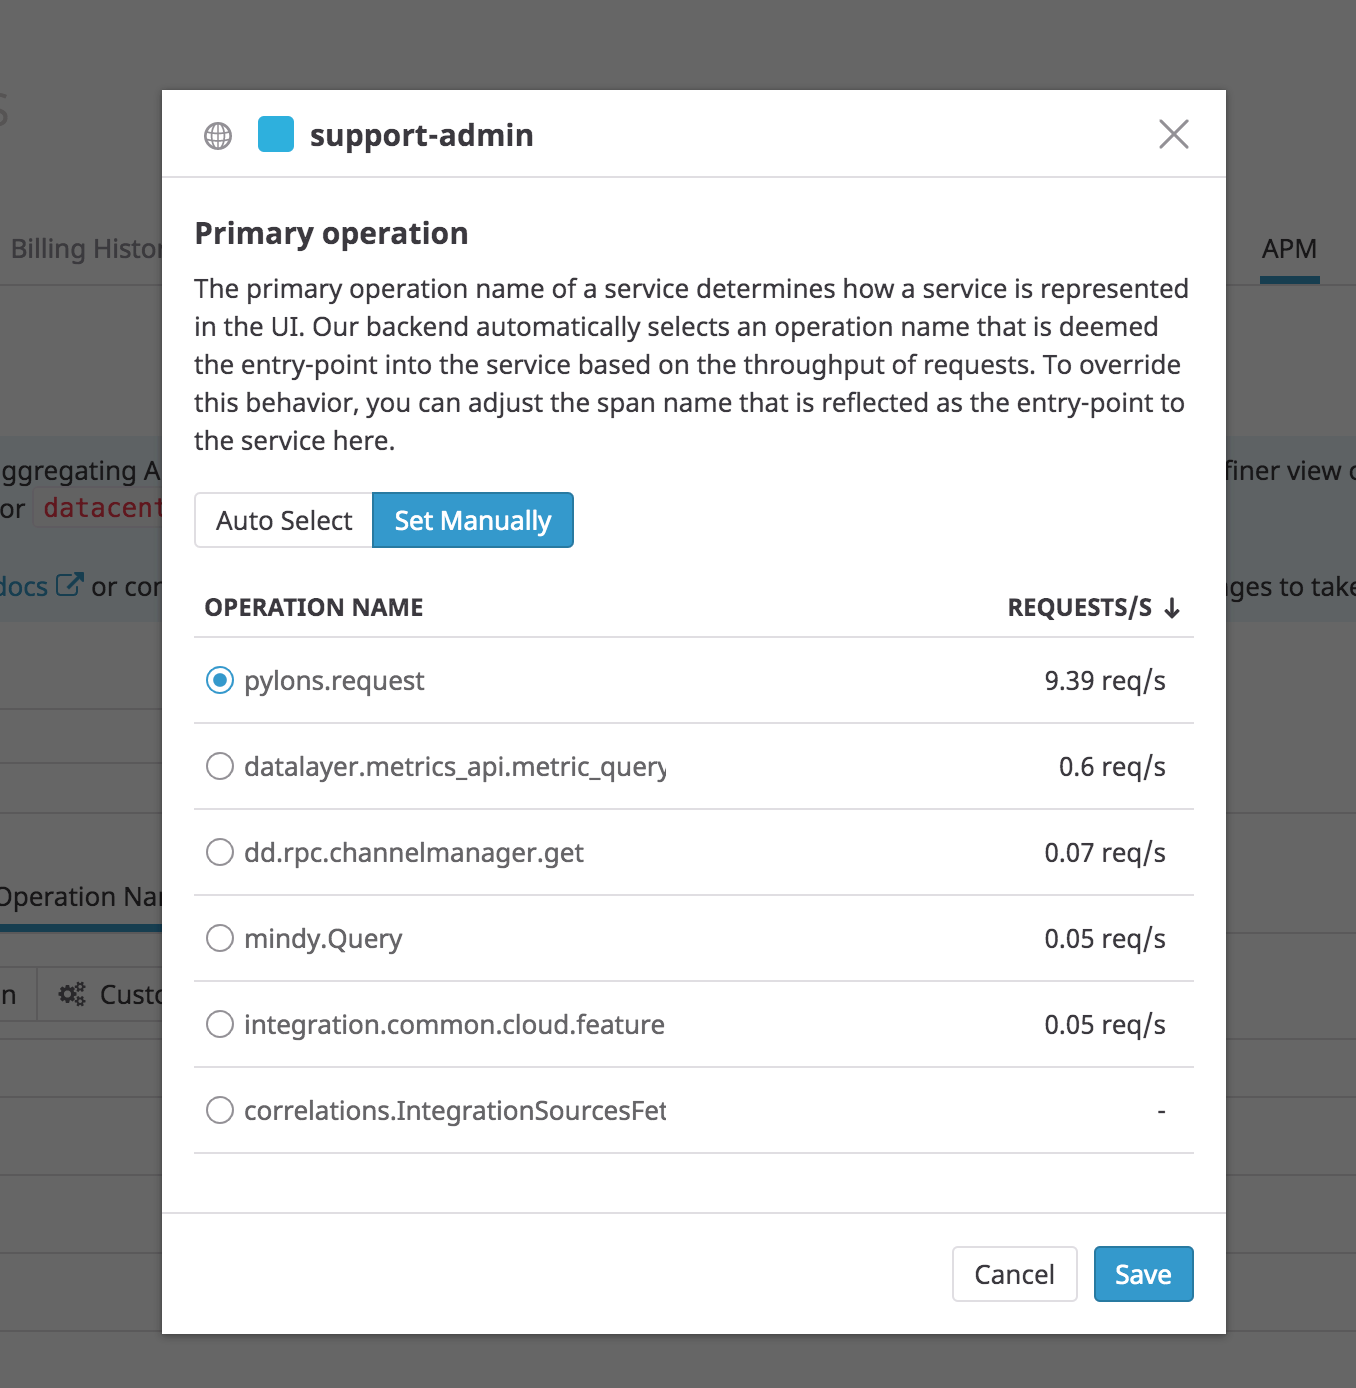 support-admin
Primary operation
The primary operation name of a service determines how a service is represented
in the UI. Our backend automatically selects an operation name that is deemed
the entry-point into the service based on the throughput of requests. To override
this behavior, you can adjust the span name that is reflected as the entry-point to
the service here.
Auto Select Set Manually
OPERATION NAME REQUESTS/S ↓
pylons.request 9.39 req/s
datalayer.metrics_api.metric_query 0.6 req/s
dd.rpc.channelmanager.get 0.07 req/s
mindy.Query 0.05 req/s
integration.common.cloud.feature 0.05 req/s
correlations.IntegrationSourcesFet -
Cancel Save
Billing Histor
APM
ggregating A
or datacent
docs or cor
finer view
ges to take
Operation Na
n Custo